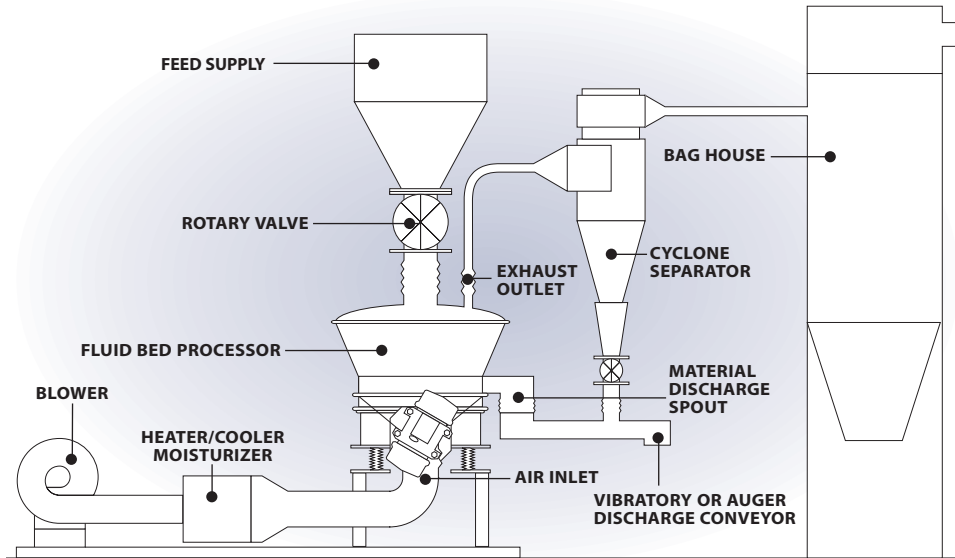 FEED SUPPLY
BAG HOUSE
ROTARY VALVE
CYCLONE
SEPARATOR
EXHAUST
OUTLET
FLUID BED PROCESSOR
MATERIAL
DISCHARGE
SPOUT
BLOWER
HEATER/COOLER
MOISTURIZER
AIR INLET
VIBRATORY OR AUGER
DISCHARGE CONVEYOR